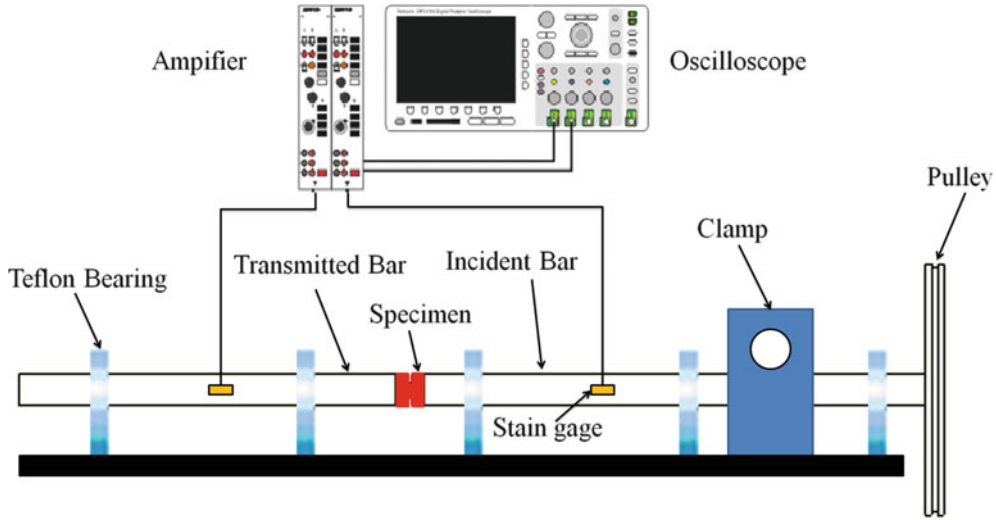 Ampifier
Oscilloscope
Pulley
Clamp
Incident Bar
Transmitted Bar
Teflon Bearing
Specimen
Stain gage